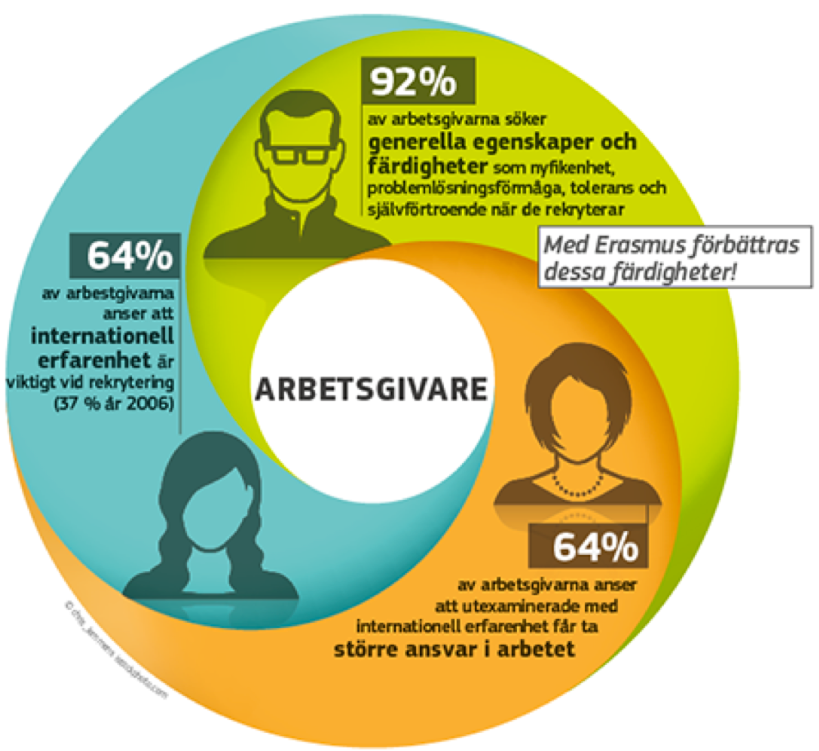 92%
av arbetsgivarna söker
generella egenskaper och
färdigheter som nyfikenhet,
problemlösningsförmåga, tolerans och
självförtroende när de rekryterar
Med Erasmus förbättras
dessa färdigheter!
64%
av arbestgivarna
anser att
internationell
erfarenhet är
viktigt vid rekrytering
(37 % år 2006)
ARBETSGIVARE
64%
av arbetsgivarna anser
att utexaminerade med
internationell erfarenhet får ta
större ansvar i arbetet